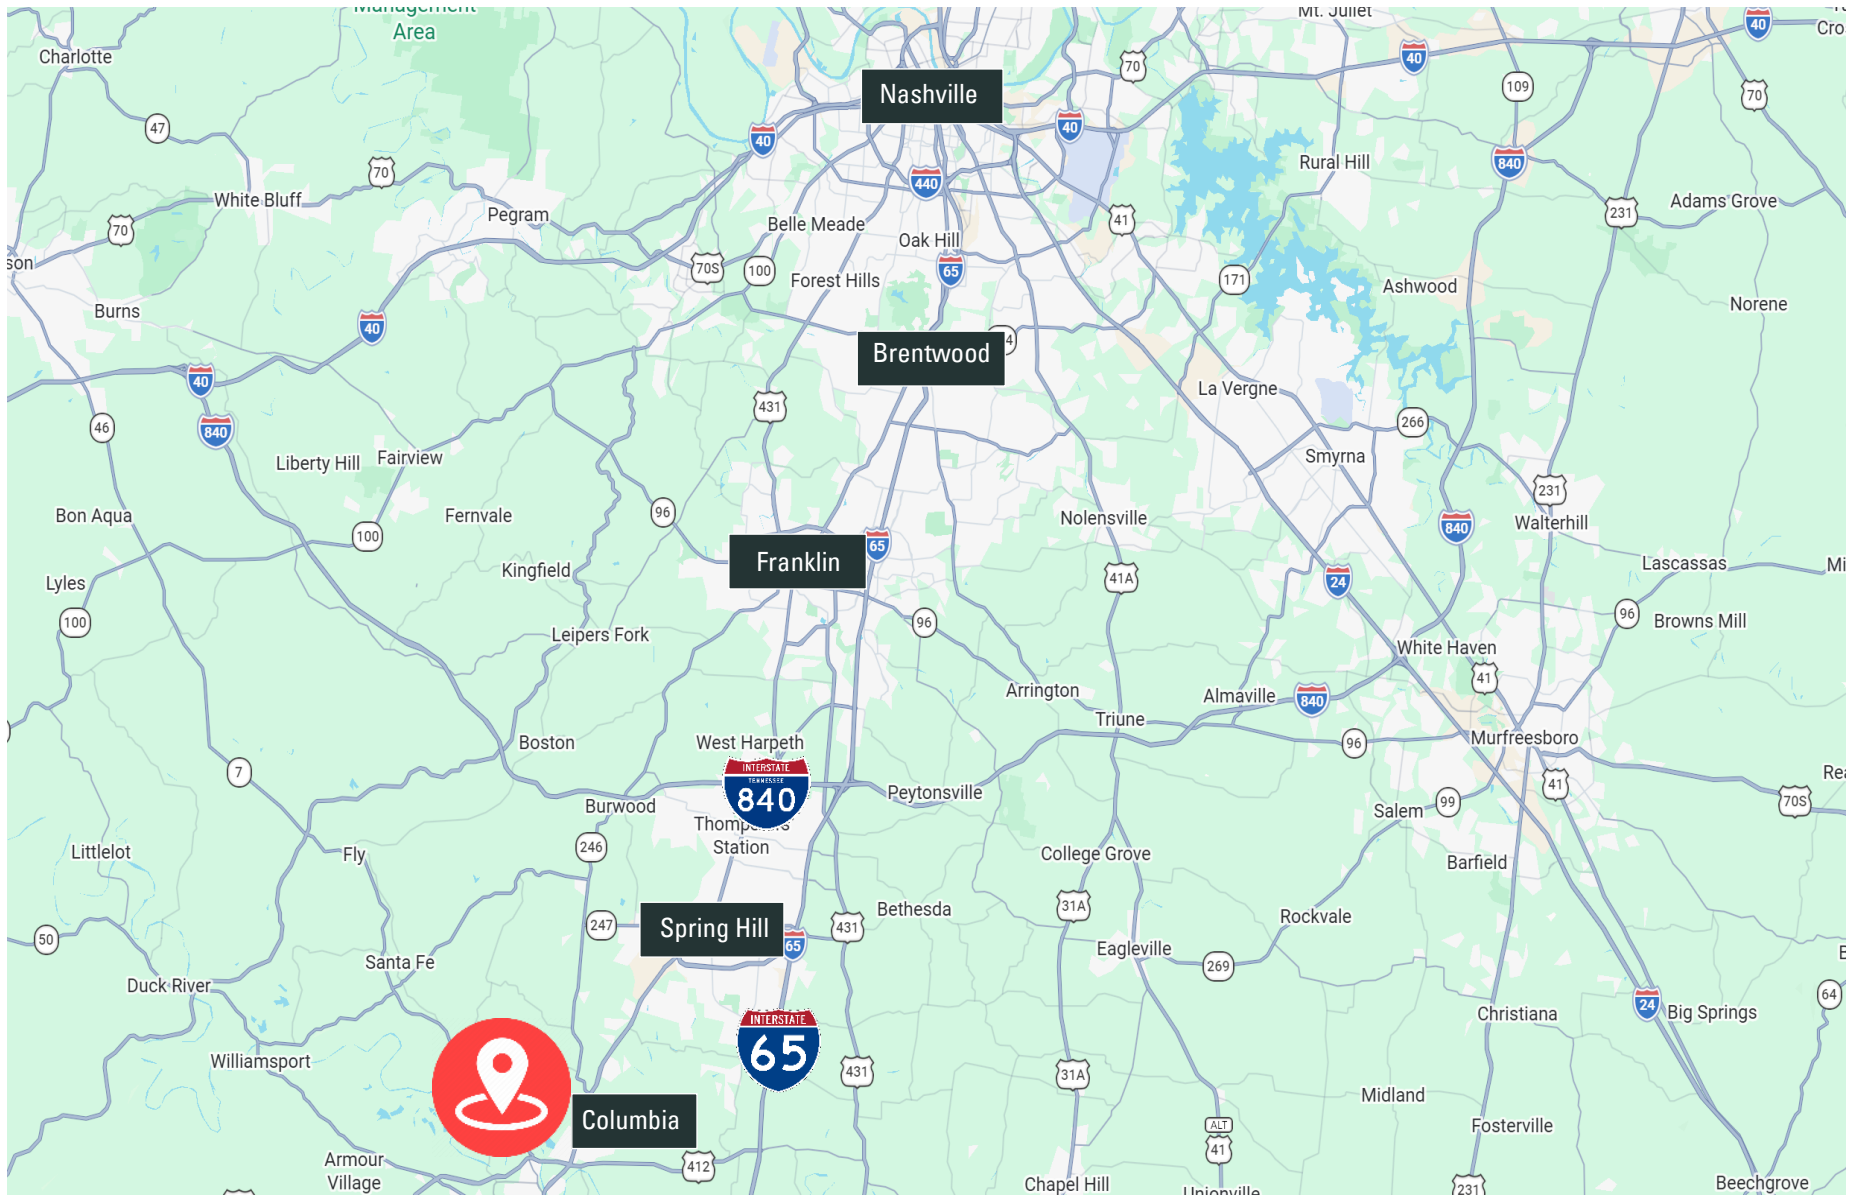 Management
Area
Mt. Juliet
40
Cro
Charlotte
40
70
Nashville
109
70
47
40
40
70
Rural Hill
840
440
White Bluff
Pegram
231
Adams Grove
70
41
Belle Meade
Oak Hill
son
70S
100
65
171
Forest Hills
Ashwood
Burns
Norene
40
4
Brentwood
40
La Vergne
431
46
840
266
Liberty Hill
Fairview
Smyrna
231
96
Bon Aqua
Fernvale
Nolensville
Walterhill
840
100
65
Franklin
Kingfield
Lascassas
Mi
Lyles
41A
24
100
96
96
Browns Mill
Leipers Fork
White Haven
41
Arrington
Almaville
840
Triune
Boston
West Harpeth
96
Murfreesboro
INTERSTATE
TENNESSEE
840
7
Rea
41
Peytonsville
Burwood
99
70S
Salem
Station
246
Littlelot
Fly
College Grove
Barfield
31A
Bethesda
Rockvale
247
Spring Hill
431
50
65
Eagleville
Santa Fe
269
Duck River
64
24
Big Springs
Christiana
INTERSTATE
65
Williamsport
431
31A
Midland
Columbia
ALT
41
Fosterville
Armour
Village
412
Chapel Hill
231
Beechgrove
Unionville